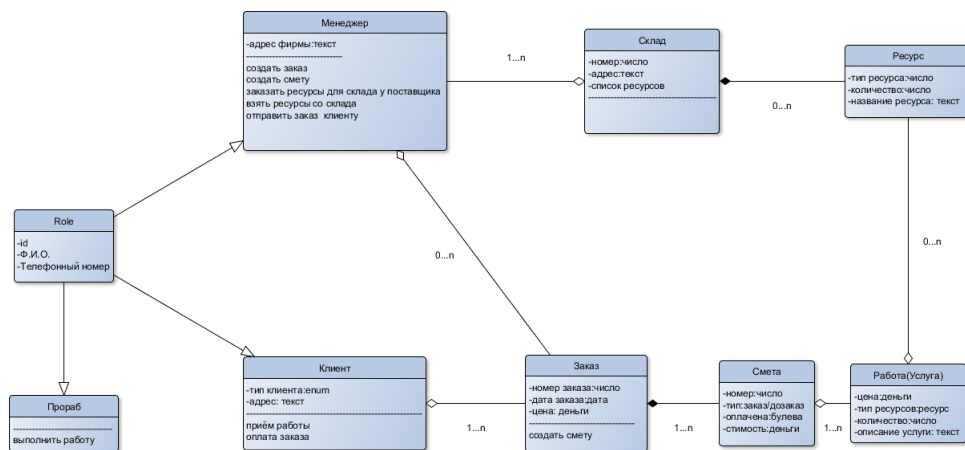 Менеджер
-адрес фирмы:текст
------------------------------
создать заказ
создать смету
заказать ресурсы для склада у поставщика
взять ресурсы со склада
отправить заказ клиенту
1...n
Склад
-номер:число
-адрес:текст
-список ресурсов
------------------------------
0...n
Ресурс
-тип ресурса:число
-количество:число
-название ресурса: текст
Role
-id
-Ф.И.О.
-Телефонный номер
0...n
0...n
Прораб
------------------------------
выполнить работу
Клиент
-тип клиента:enum
-адрес: текст
------------------------------
приём работы
оплата заказа
1...n
Заказ
-номер заказа:число
-дата заказа:дата
-цена: деньги
------------------------------
создать смету
1...n
Смета
-номер:число
-тип:заказ/дозаказ
-оплачена:булева
-стимость:деньги
1...n
Работа(Услуга)
-цена:деньги
-тип ресурсов:ресурс
-количество:число
-описание услуги: текст